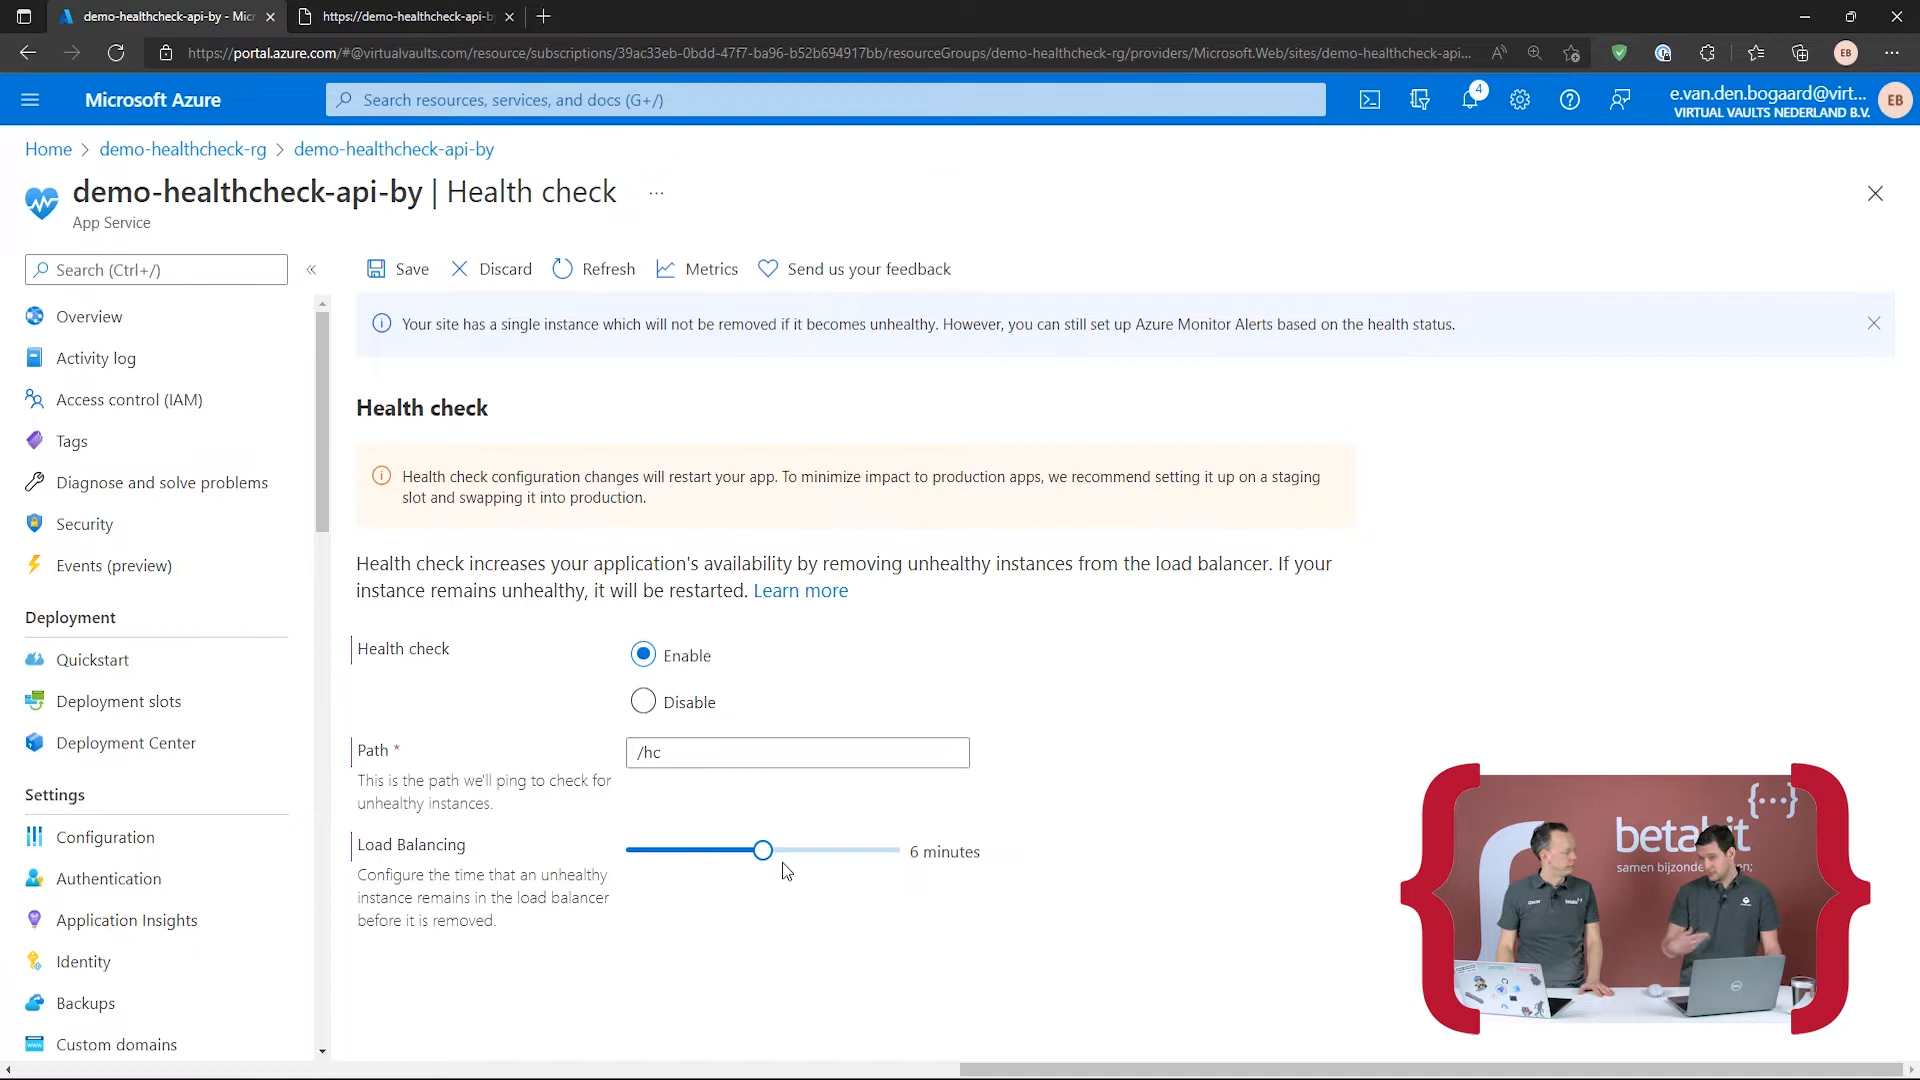 demo-healthcheck-api-by - Mic
https://demo-healthcheck-api-b
https://portal.azure.com/#@virtualvaults.com/resource/subscriptions/39ac33eb-0bdd-47f7-ba96-b52b694917bb/resourceGroups/demo-healthcheck-rg/providers/Microsoft.Web/sites/demo-healthcheck-api...
EB
Microsoft Azure
Search resources, services, and docs (G+/)
4
e.van.den.bogaard@virt...
VIRTUAL VAULTS NEDERLAND B.V.
EB
Home > demo-healthcheck-rg > demo-healthcheck-api-by
demo-healthcheck-api-by | Health check ...
App Service
Search (Ctrl+/)
«
Save
Discard
Refresh
Metrics
Send us your feedback
Your site has a single instance which will not be removed if it becomes unhealthy. However, you can still set up Azure Monitor Alerts based on the health status.
Overview
Activity log
Access control (IAM)
Tags
Diagnose and solve problems
Security
Events (preview)
Deployment
Quickstart
Deployment slots
Deployment Center
Settings
Configuration
Authentication
Application Insights
Identity
Backups
Custom domains
Health check
Health check configuration changes will restart your app. To minimize impact to production apps, we recommend setting it up on a staging
slot and swapping it into production.
Health check increases your application's availability by removing unhealthy instances from the load balancer. If your
instance remains unhealthy, it will be restarted. Learn more
Health check
Enable
Disable
Path *
/hc
This is the path we'll ping to check for
unhealthy instances.
Load Balancing
6 minutes
Configure the time that an unhealthy
instance remains in the load balancer
before it is removed.
{...}
betabit
samen bijzonde